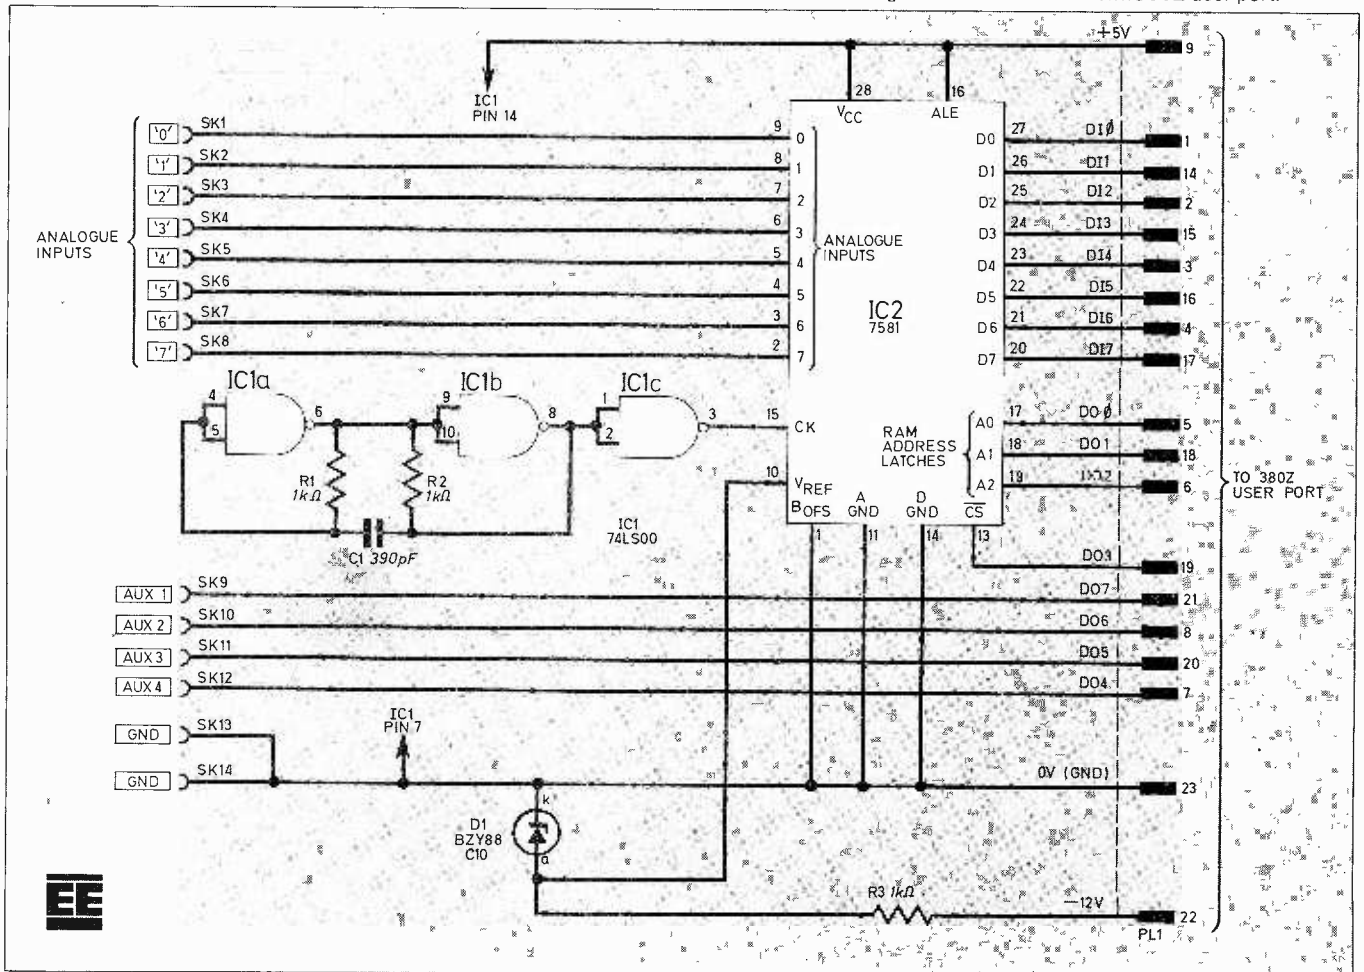 user port.
+5V
9
IC1
PIN 14
28
16
VCC
ALE
ANALOGUE
INPUTS
'0' SK1
'1' SK2
'2' SK3
'3' SK4
'4' SK5
'5' SK6
'6' SK7
'7' SK8
9 0
8 1
7 2
6 3
5 4
4 5
3 6
2 7
ANALOGUE
INPUTS
IC2
7581
D0 27 DIØ 1
D1 26 DI1 14
D2 25 DI2 2
D3 24 DI3 15
D4 23 DI4 3
D5 22 DI5 16
D6 21 DI6 4
D7 20 DI7 17
IC1a
4
5
6
IC1b
9
10
8
IC1c
1
2
3
15 CK
RAM
ADDRESS
LATCHES
A0 17 DOØ 5
A1 18 DO1 18
A2 19 6
TO 380Z
USER PORT
R1
1kΩ
R2
1kΩ
C1 390pF
IC1
74LS00
10 VREF
BOFS
A
GND
D
GND
CS
1
11
14
13
DO3 19
AUX 1 SK9 DO7 21
AUX 2 SK10 DO6 8
AUX 3 SK11 DO5 20
AUX 4 SK12 DO4 7
GND SK13
IC1
PIN 7
GND SK14
0V (GND) 23
D1
BZY88
C10
k
a
R3 1kΩ
-12V 22
PL1
EE